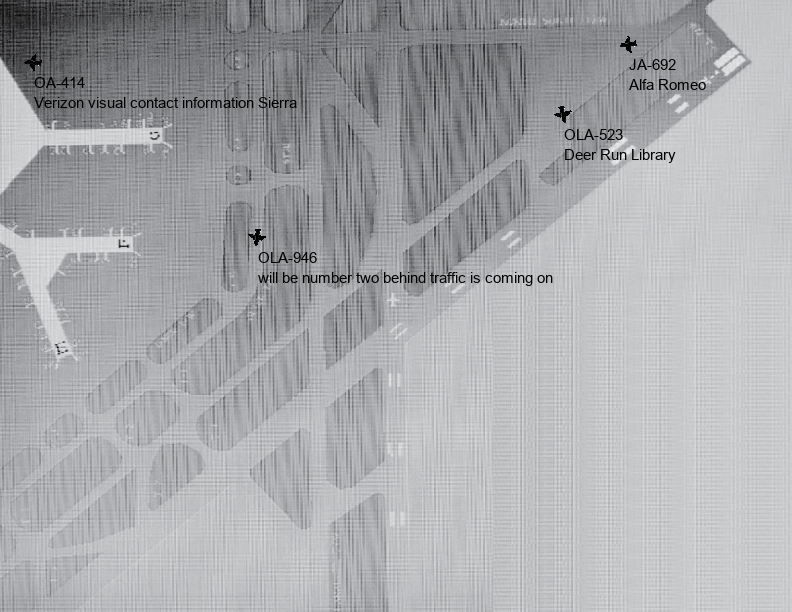 OA-414
Verizon visual contact information Sierra
JA-692
Alfa Romeo
OLA-523
Deer Run Library
OLA-946
will be number two behind traffic is coming on